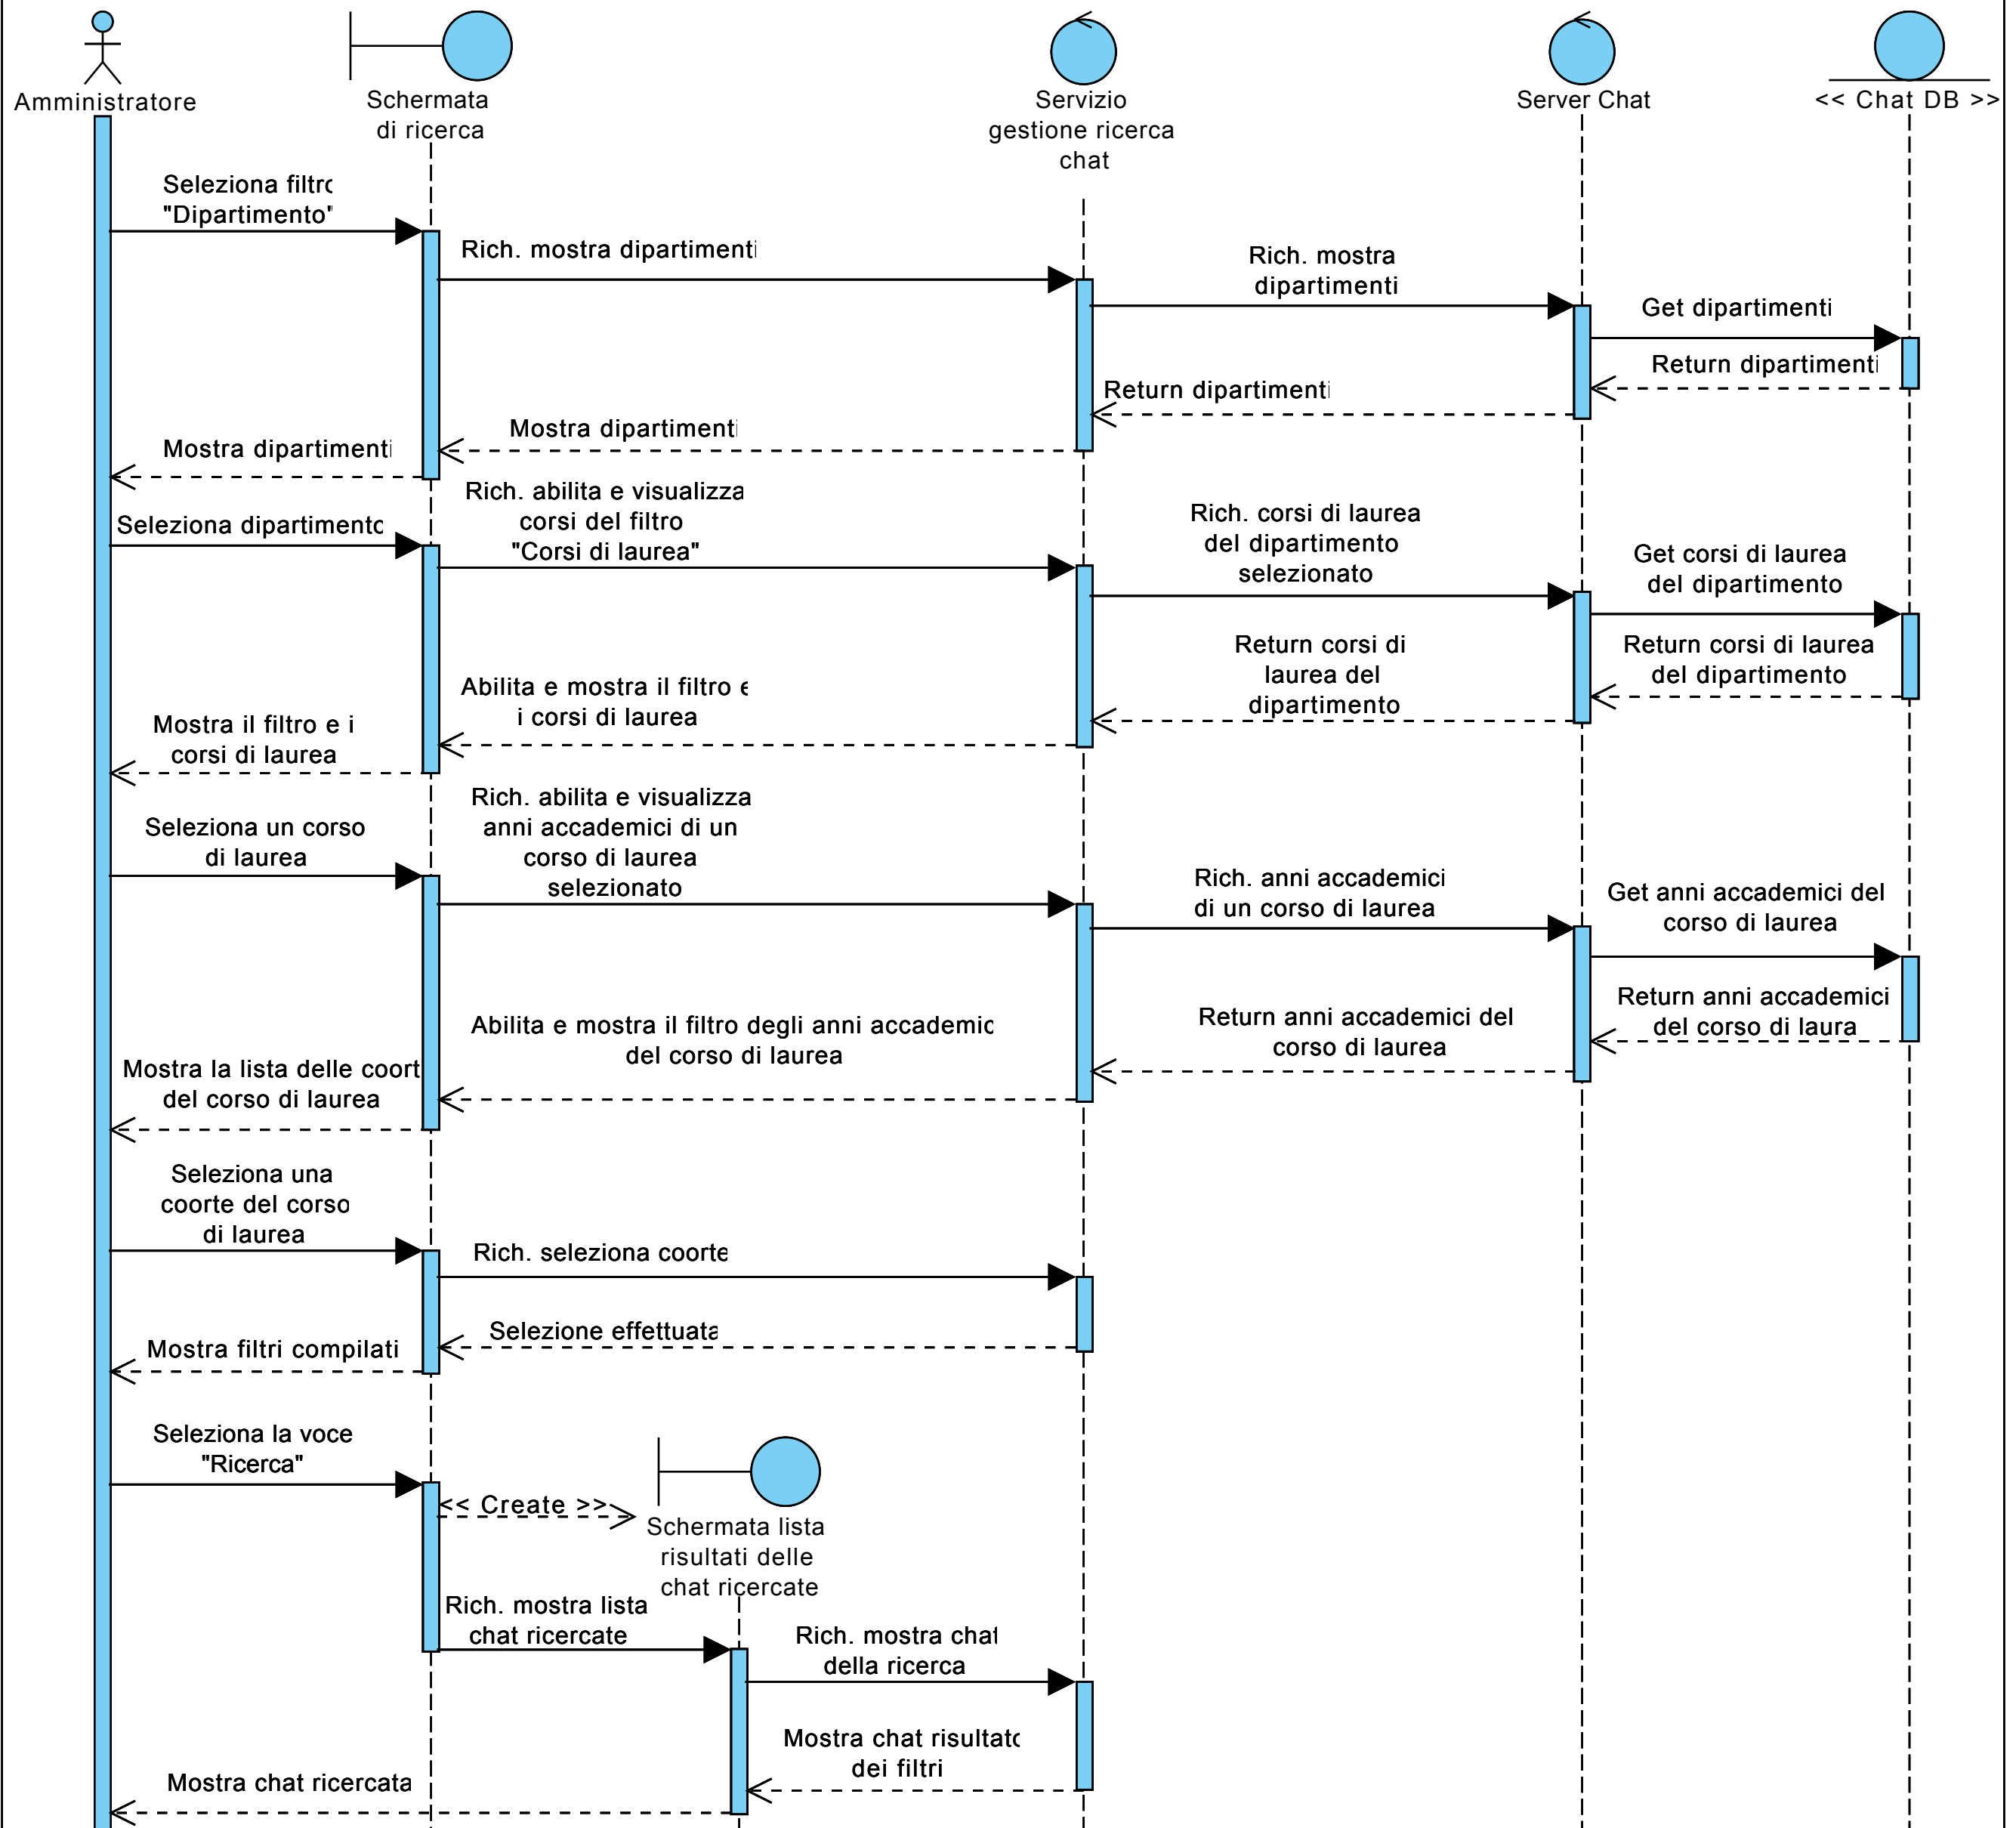 Amministratore
Schermata
di ricerca
Servizio
gestione ricerca
chat
Server Chat
<< Chat DB >>
Seleziona filtro
"Dipartimento"
Rich. mostra dipartimenti
Rich. mostra
dipartimenti
Get dipartimenti
Return dipartimenti
Return dipartimenti
Mostra dipartimenti
Mostra dipartimenti
Seleziona dipartimento
Rich. abilita e visualizza
corsi del filtro
"Corsi di laurea"
Rich. corsi di laurea
del dipartimento
selezionato
Get corsi di laurea
del dipartimento
Return corsi di laurea
del dipartimento
Return corsi di
laurea del
dipartimento
Abilita e mostra il filtro e
i corsi di laurea
Mostra il filtro e i
corsi di laurea
Seleziona un corso
di laurea
Rich. abilita e visualizza
anni accademici di un
corso di laurea
selezionato
Rich. anni accademici
di un corso di laurea
Get anni accademici del
corso di laurea
Return anni accademici
del corso di laura
Return anni accademici del
corso di laurea
Abilita e mostra il filtro degli anni accademic
del corso di laurea
Mostra la lista delle coort
del corso di laurea
Seleziona una
coorte del corso
di laurea
Rich. seleziona coorte
Selezione effettuata
Mostra filtri compilati
Seleziona la voce
"Ricerca"
<< Create >>
Schermata lista
risultati delle
chat ricercate
Rich. mostra lista
chat ricercate
Rich. mostra chat
della ricerca
Mostra chat risultato
dei filtri
Mostra chat ricercata